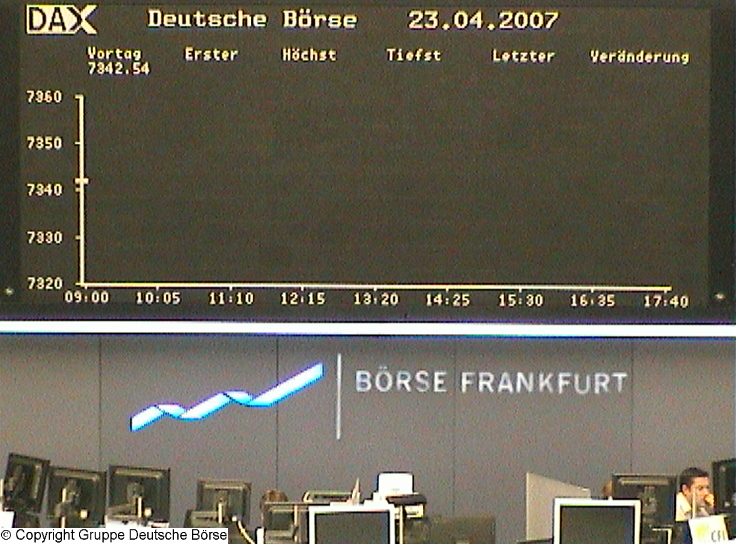 DAX Deutsche Börse 23.04.2007
Vortag Erster Höchst Tiefst Letzter Veränderung
7342.54
7360
7350
7340
7330
7320
09:00 10:05 11:10 12:15 13:20 14:25 15:30 16:35 17:40
BÖRSE FRANKFURT
© Copyright Gruppe Deutsche Börse